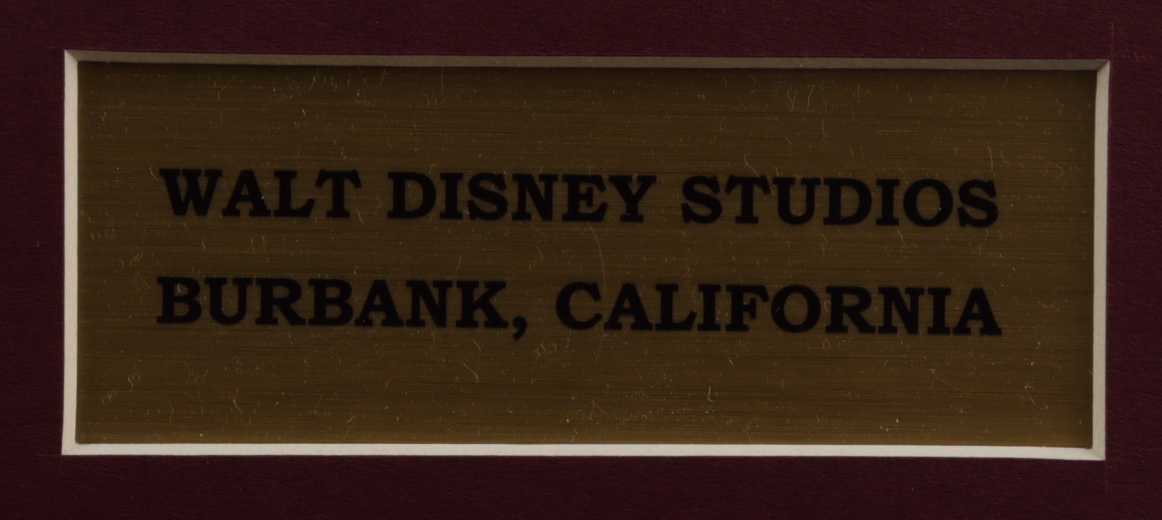 WALT DISNEY STUDIOS
BURBANK, CALIFORNIA